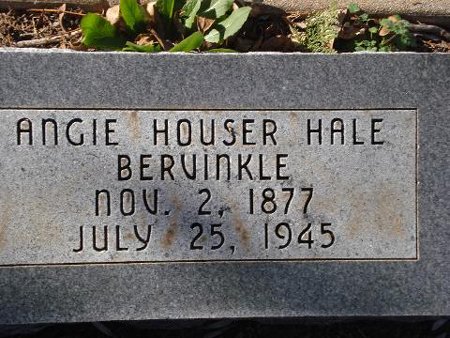 ANGIE HOUSER HALE
BERVINKLE
NOV. 2, 1877
JULY 25, 1945